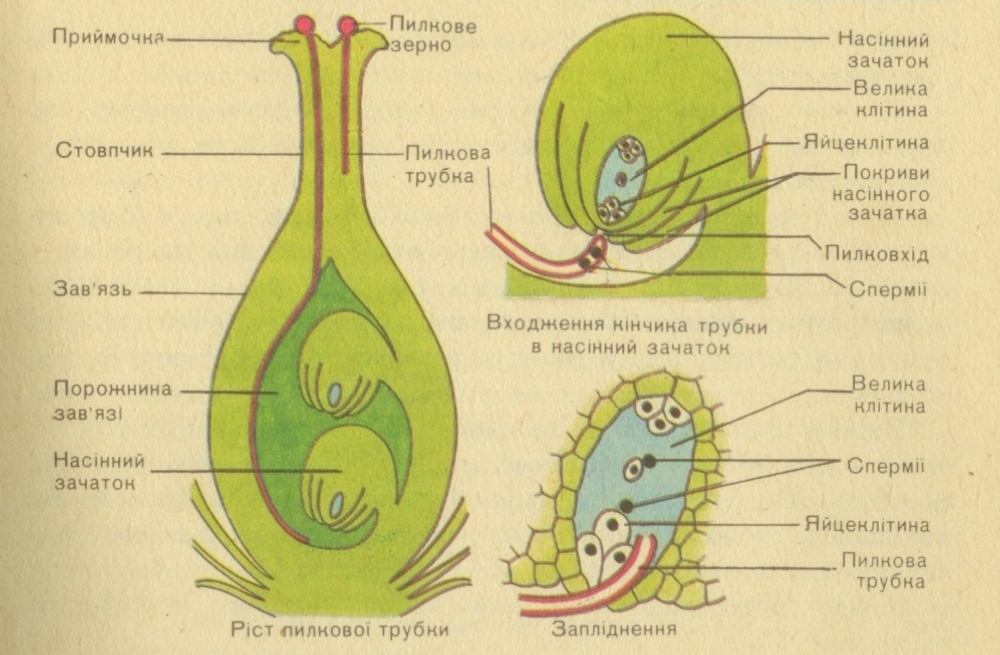 Приймочка
Пилкове
зерно
Стовпчик
Пилкова
трубка
Зав'язь
Порожнина
зав'язі
Насінний
зачаток
Ріст пилкової трубки
Насінний
зачаток
Велика
клітина
Яйцеклітина
Покриви
насінного
зачатка
Пилковхід
Спермії
Входження кінчика трубки
в насінний зачаток
Велика
клітина
Спермії
Яйцеклітина
Пилкова
трубка
Запліднення